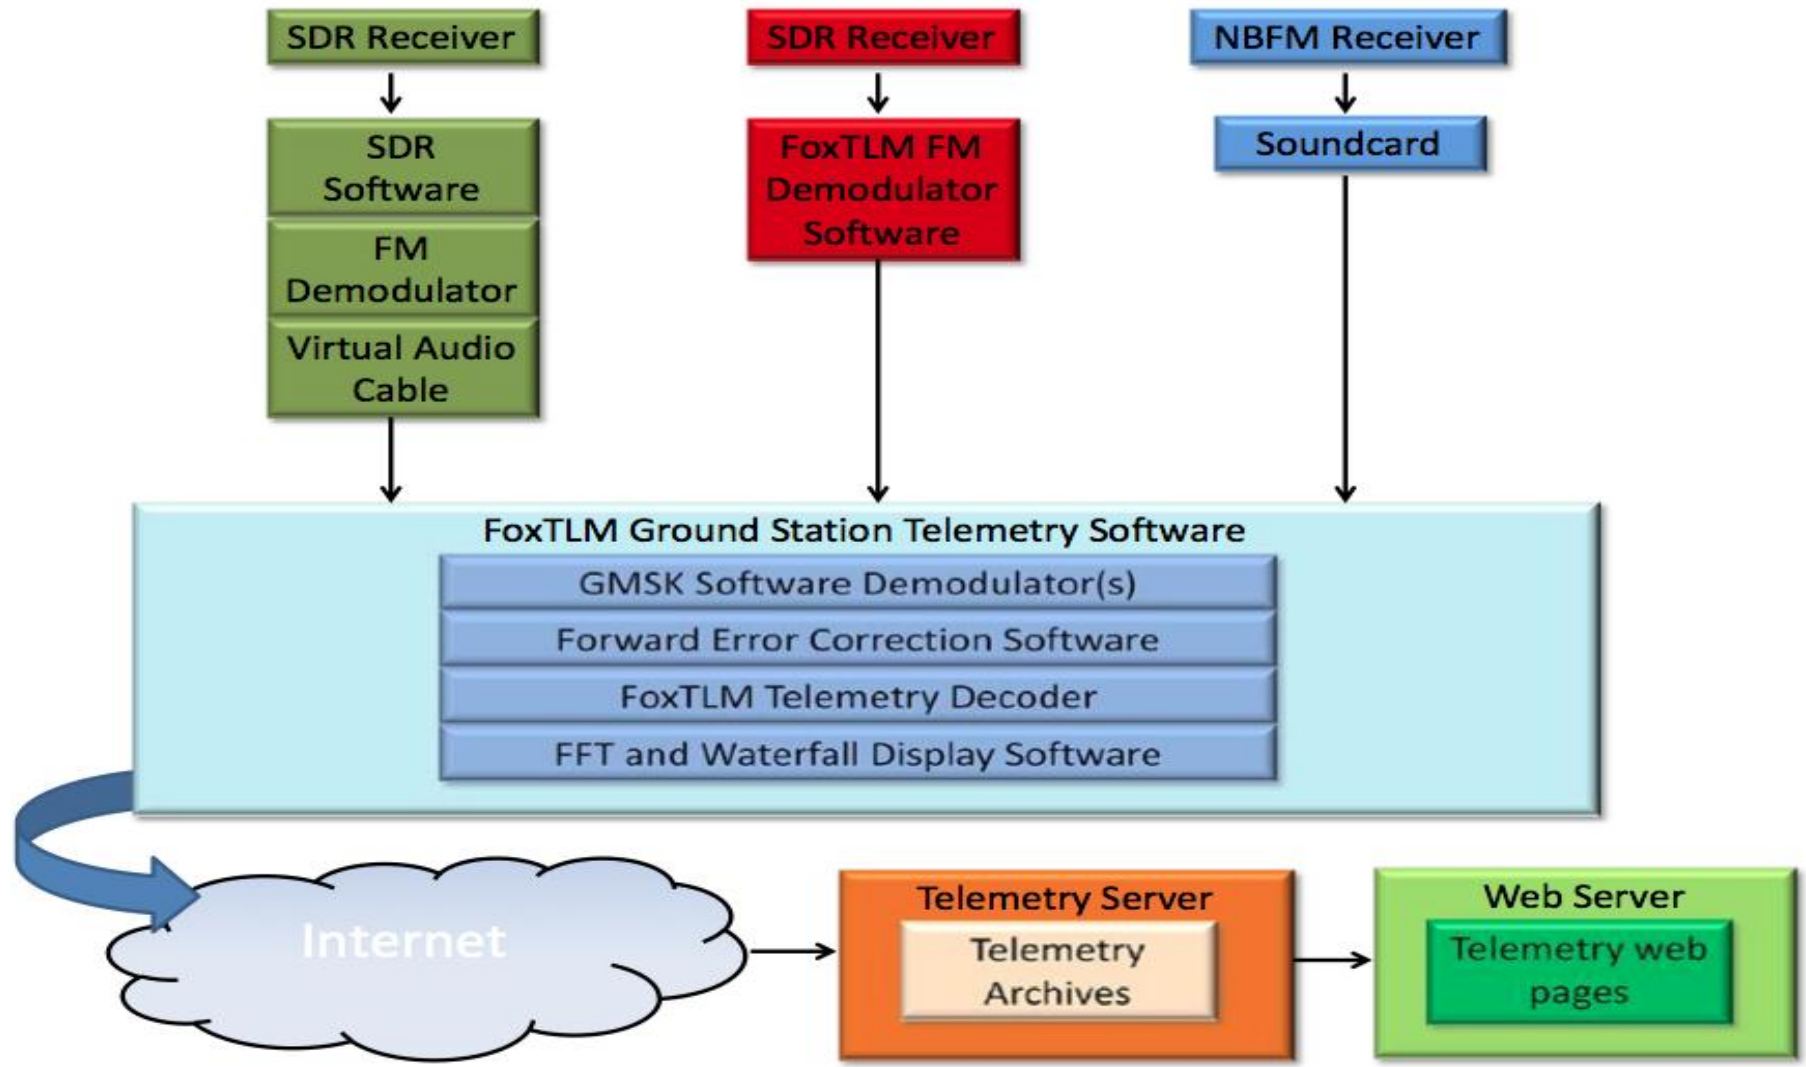 SDR Receiver
SDR
Software
FM
Demodulator
Virtual Audio
Cable
SDR Receiver
FoxTLM FM
Demodulator
Software
NBFM Receiver
Soundcard
FoxTLM Ground Station Telemetry Software
GMSK Software Demodulator(s)
Forward Error Correction Software
FoxTLM Telemetry Decoder
FFT and Waterfall Display Software
Internet
Telemetry Server
Telemetry
Archives
Web Server
Telemetry web
pages